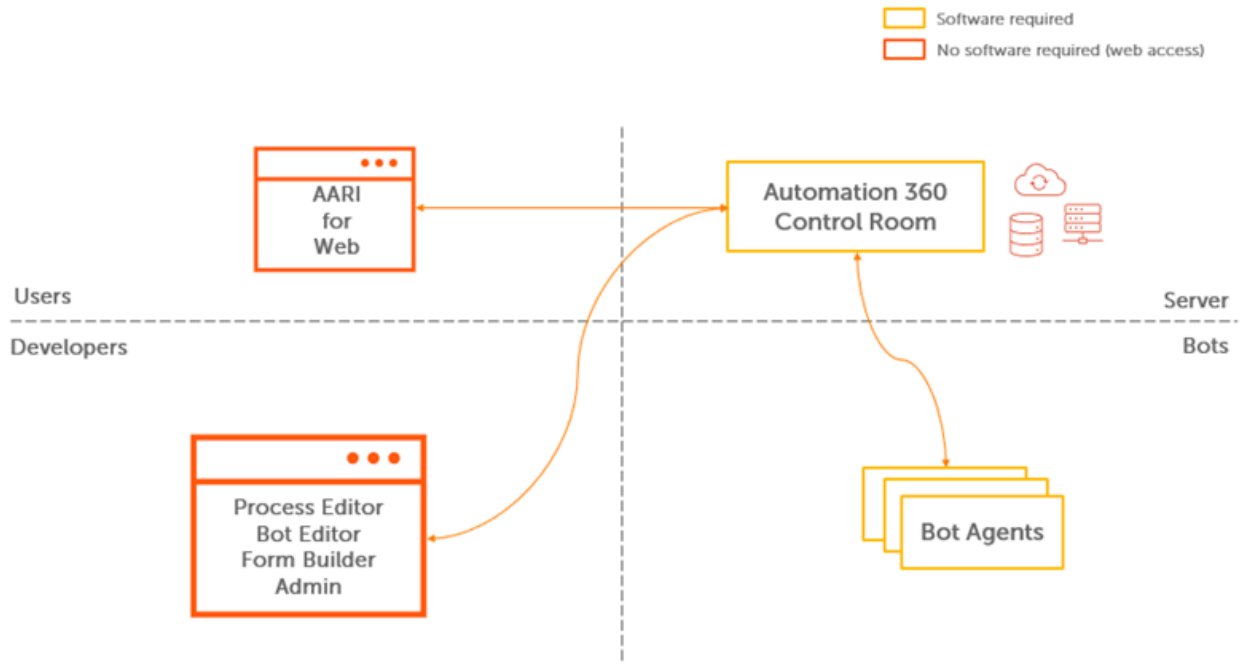 Software required
No software required (web access)
AARI
for
Web
Automation 360
Control Room
Users
Server
Developers
Bots
Process Editor
Bot Editor
Form Builder
Admin
Bot Agents